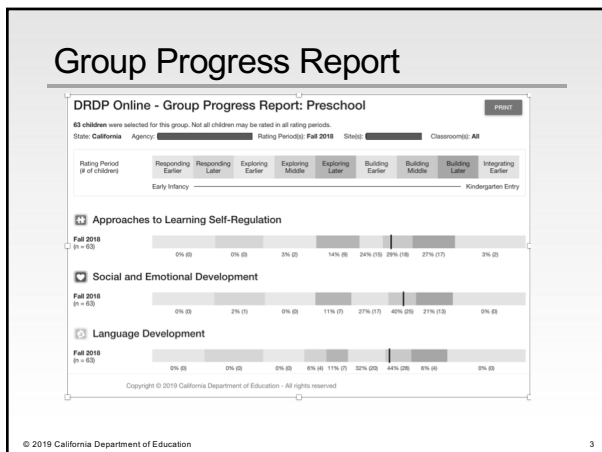 Group Progress Report
DRDP Online - Group Progress Report: Preschool
PRINT
63 children were selected for this group. Not all children may be rated in all rating periods.
State: California Agency: Rating Period(s): Fall 2018 Site(s): Classroom(s): All
Rating Period (# of children) Responding Earlier Responding Later Exploring Earlier Exploring Middle Exploring Later Building Earlier Building Middle Building Later Integrating Earlier
Early Infancy Kindergarten Entry
Approaches to Learning Self-Regulation
Fall 2018
(n = 63)
0% (0) 0% (0) 3% (2) 14% (9) 24% (15) 29% (18) 27% (17) 3% (2)
Social and Emotional Development
Fall 2018
(n = 63)
0% (0) 2% (1) 0% (0) 11% (7) 27% (17) 40% (25) 21% (13) 0% (0)
Language Development
Fall 2018
(n = 63)
0% (0) 0% (0) 0% (0) 6% (4) 11% (7) 32% (20) 44% (28) 6% (4) 0% (0)
Copyright © 2019 California Department of Education - All rights reserved
© 2019 California Department of Education 3